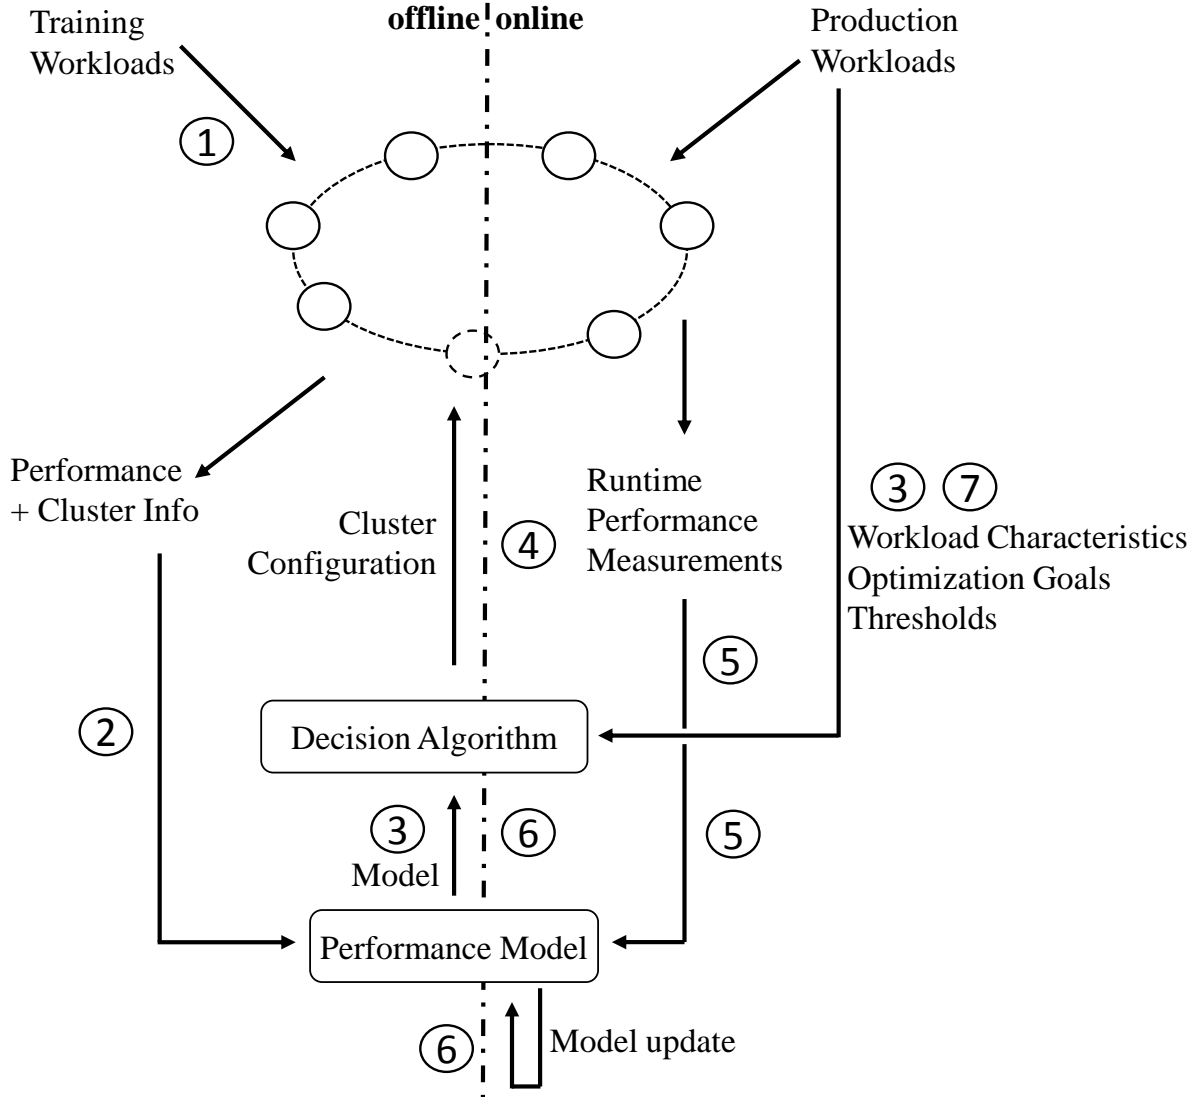 Training
Workloads
offline
online
Production
Workloads
1
Performance
+ Cluster Info
Cluster
Configuration
4
Runtime
Performance
Measurements
3 7
Workload Characteristics
Optimization Goals
Thresholds
5
2
Decision Algorithm
3
Model
6
5
Performance Model
6
Model update